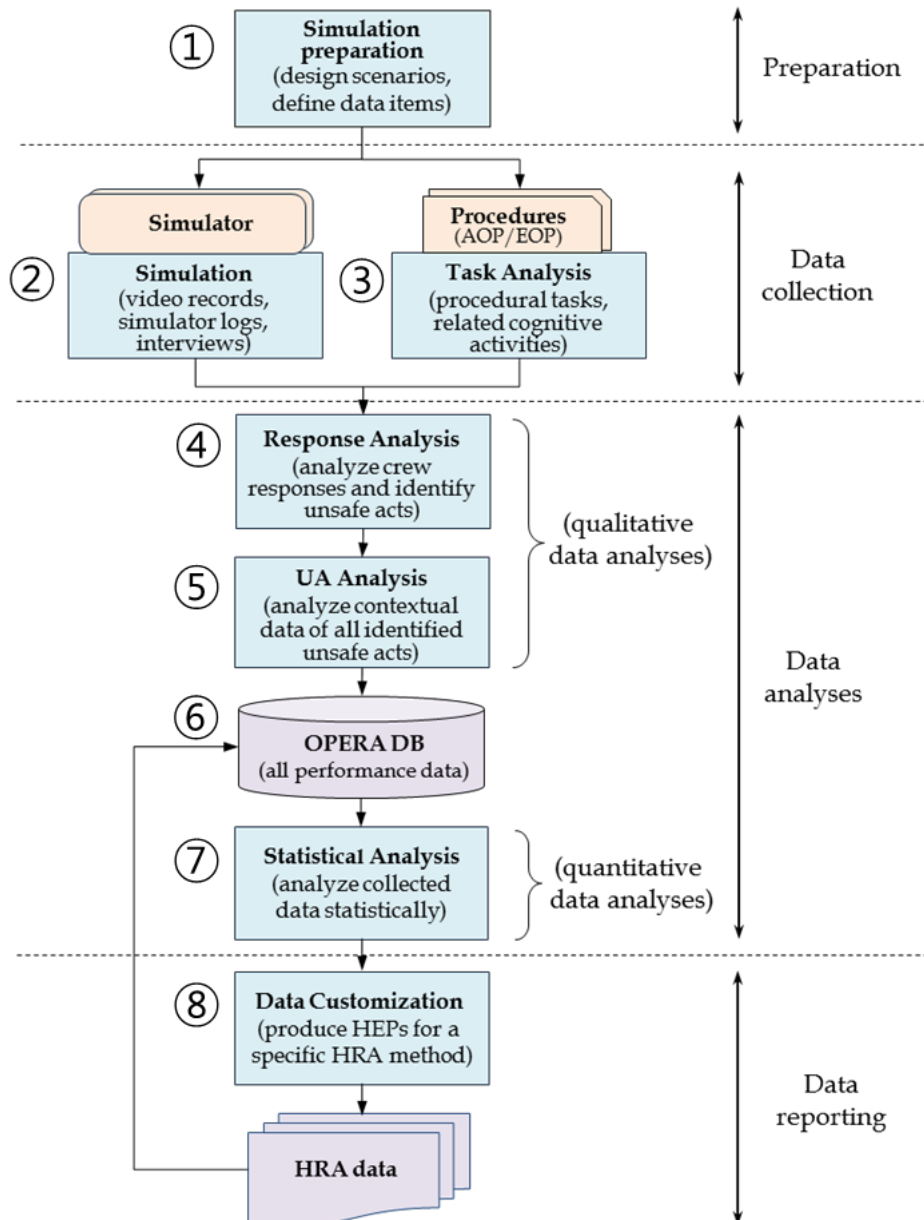 ①
Simulation
preparation
(design scenarios,
define data items)
Preparation
Simulator
Procedures
(AOP/EOP)
②
Simulation
(video records,
simulator logs,
interviews)
③
Task Analysis
(procedural tasks,
related cognitive
activities)
Data
collection
④
Response Analysis
(analyze crew
responses and identify
unsafe acts)
(qualitative
data analyses)
⑤
UA Analysis
(analyze contextual
data of all identified
unsafe acts)
Data
analyses
⑥
OPERA DB
(all performance data)
⑦
Statistical Analysis
(analyze collected
data statistically)
(quantitative
data analyses)
⑧
Data Customization
(produce HEPs for a
specific HRA method)
Data
reporting
HRA data